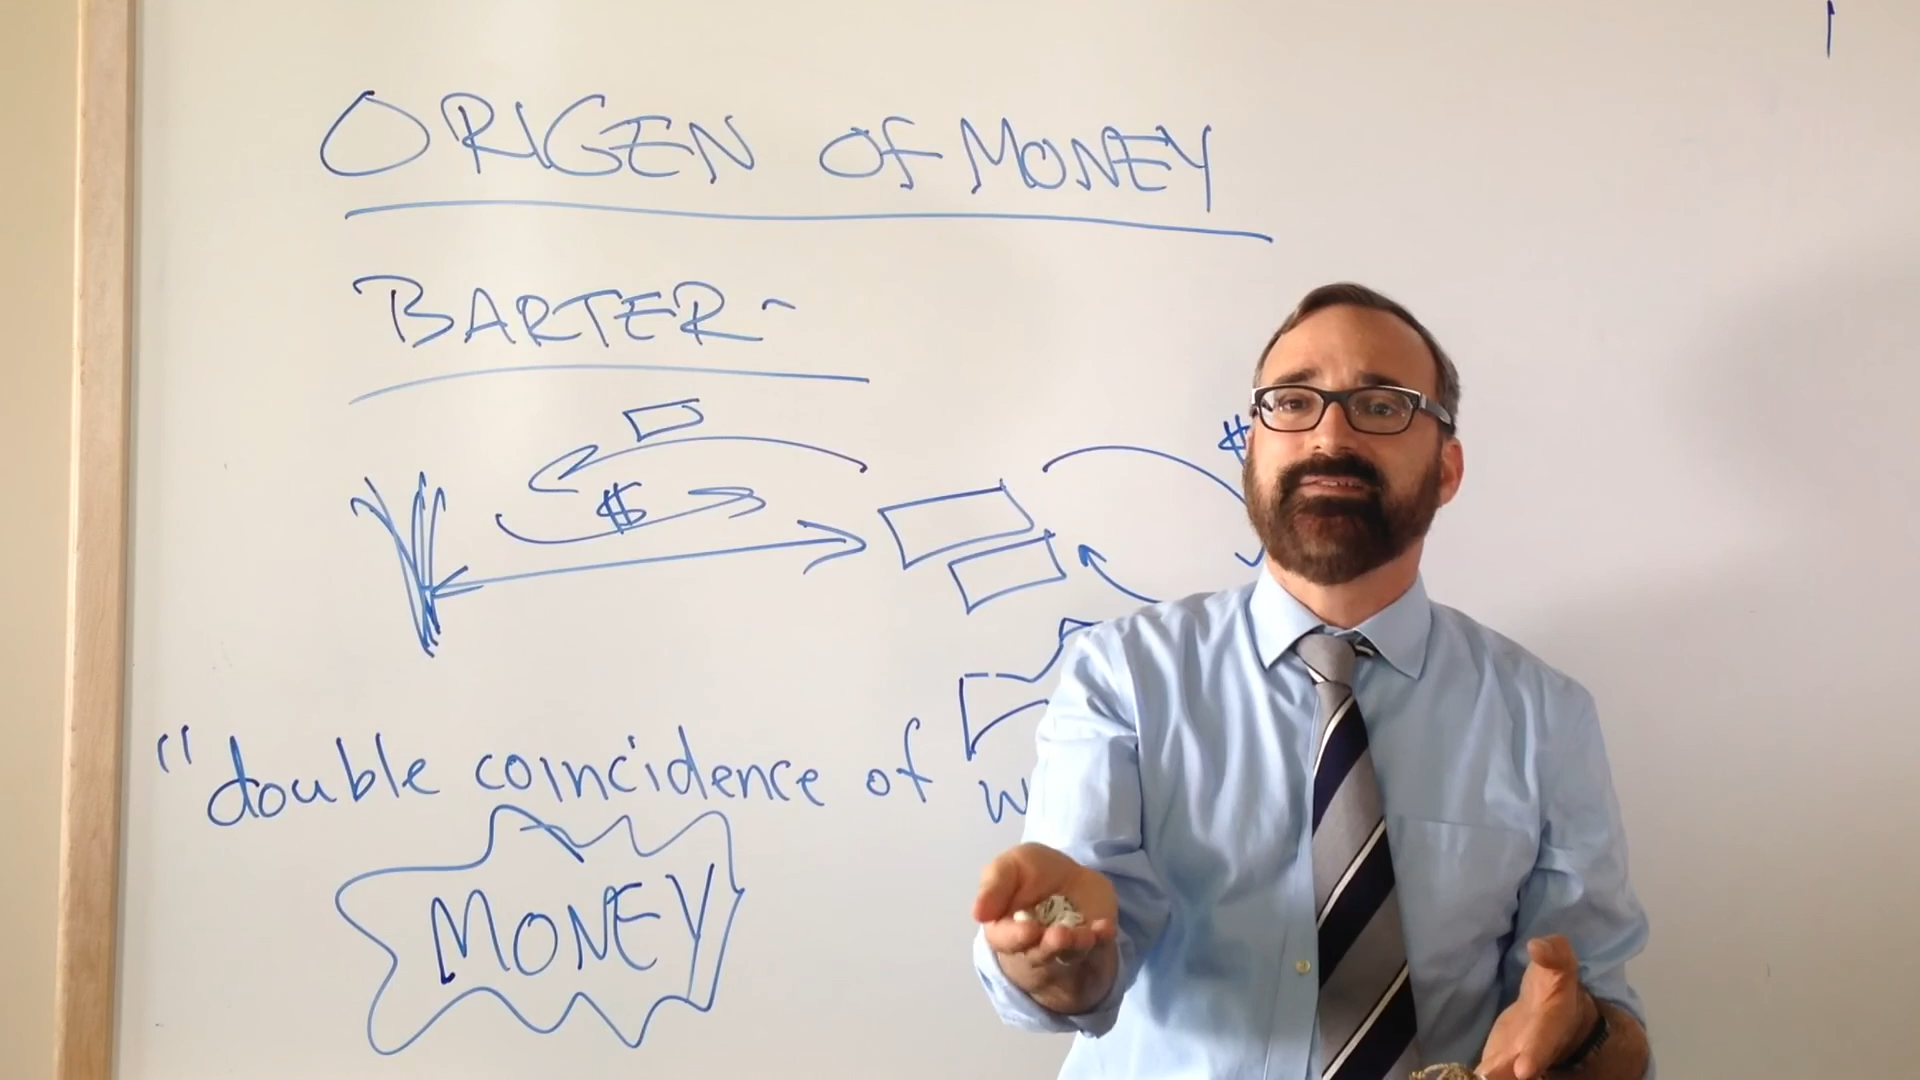 ORIGEN OF MONEY
BARTER -
$
$
"double coincidence of
MONEY